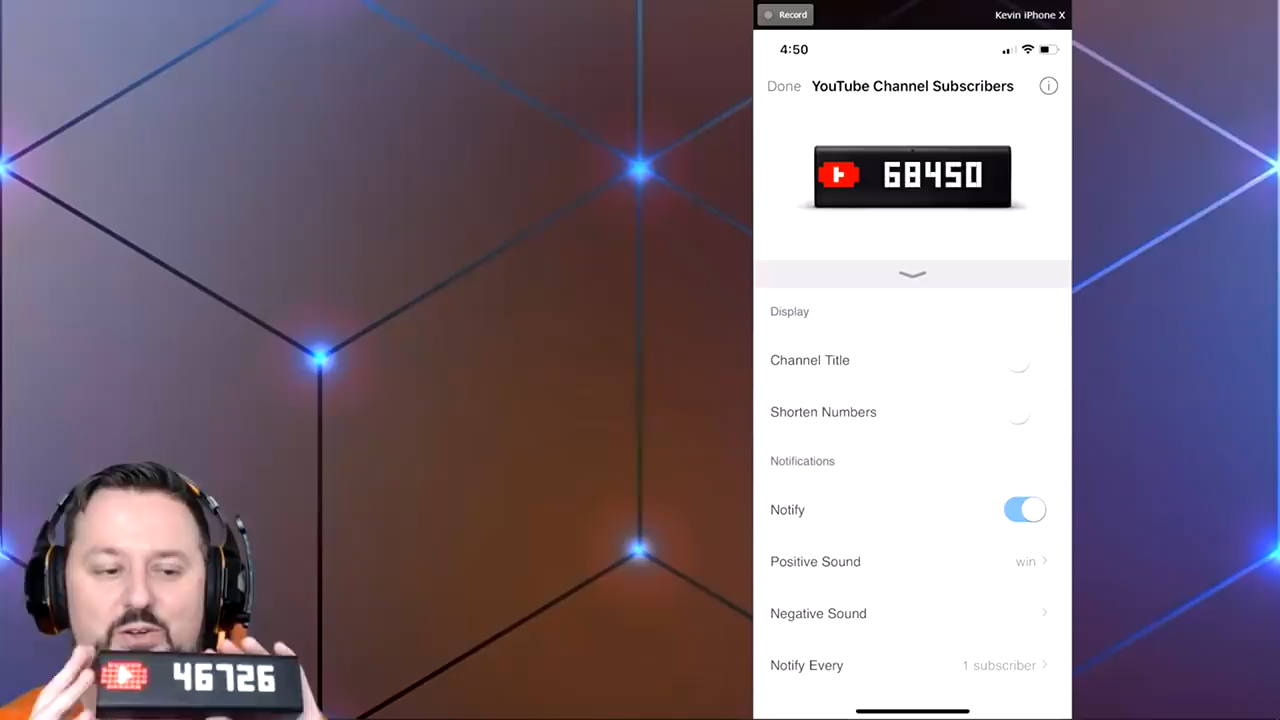 Record
Kevin iPhone X
4:50
Done YouTube Channel Subscribers
68450
Display
Channel Title
Shorten Numbers
Notifications
Notify
Positive Sound win
Negative Sound
Notify Every 1 subscriber
46726